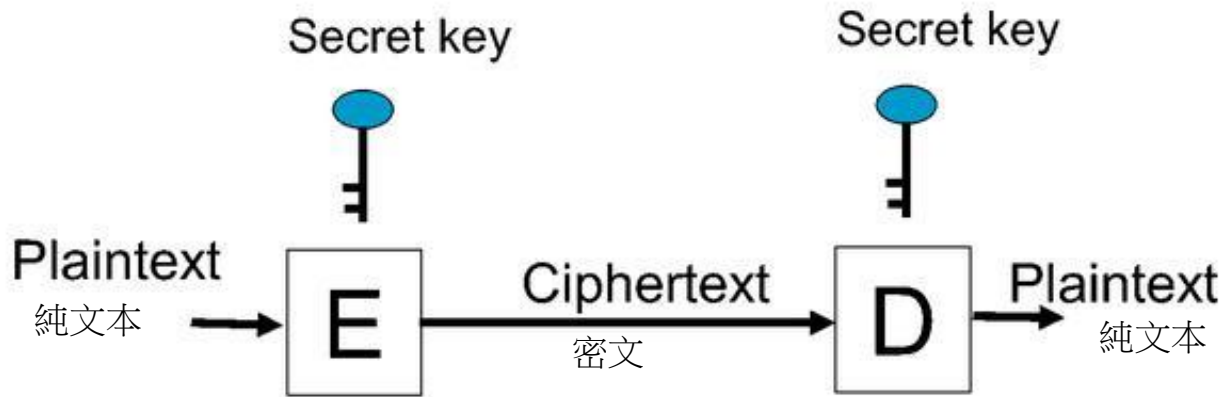 Secret key
Secret key
Plaintext
純文本
E
Ciphertext
密文
D
Plaintext
純文本